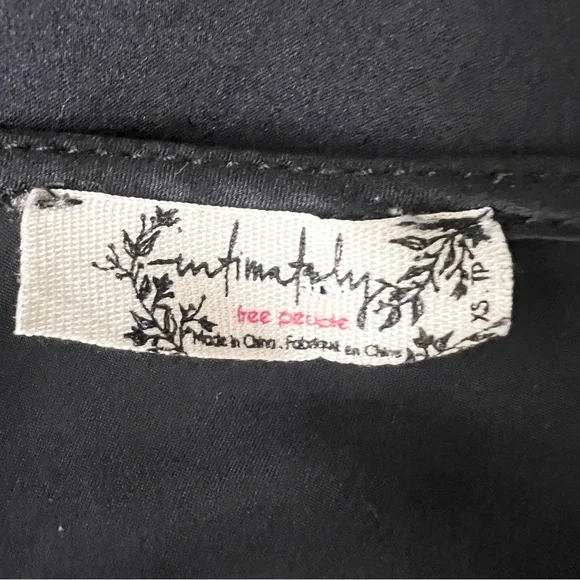 intimately
free people
Made in China. Fabriqué en Chine
XS TP